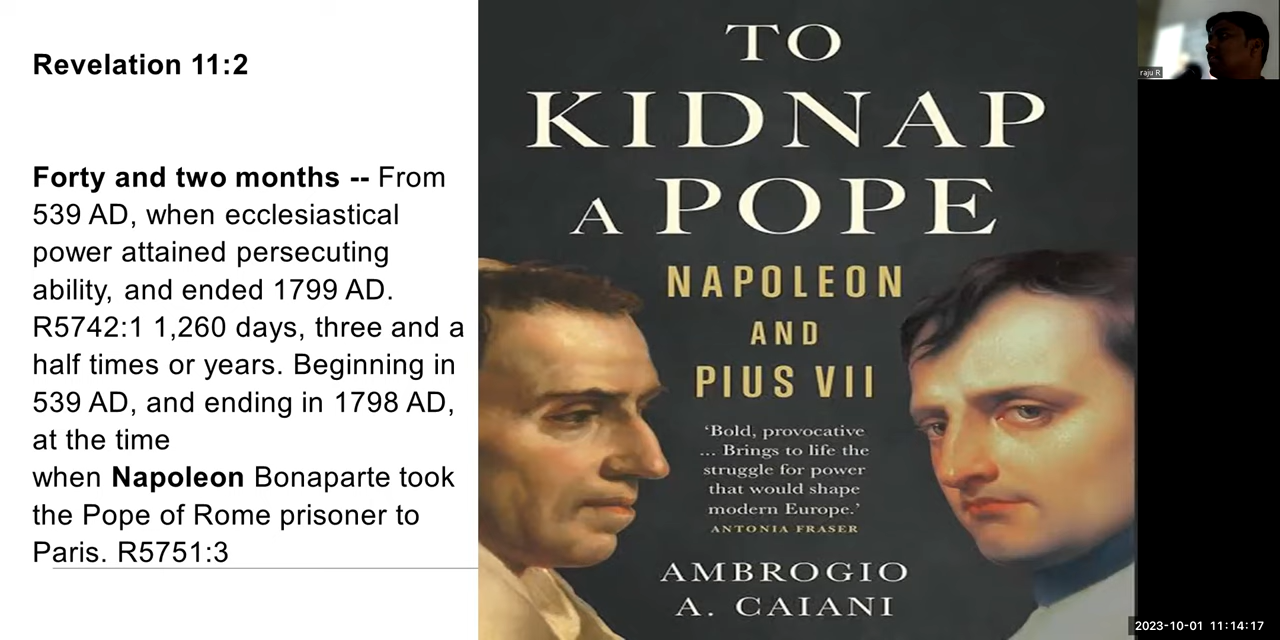 Revelation 11:2
Forty and two months -- From
539 AD, when ecclesiastical
power attained persecuting
ability, and ended 1799 AD.
R5742:1 1,260 days, three and a
half times or years. Beginning in
539 AD, and ending in 1798 AD,
at the time
when Napoleon Bonaparte took
the Pope of Rome prisoner to
Paris. R5751:3
TO
KIDNAP
A POPE
NAPOLEON
AND
PIUS VII
‘Bold, provocative
... Brings to life the
struggle for power
that would shape
modern Europe.’
ANTONIA FRASER
AMBROGIO
A. CAIANI
raju R
2023-10-01 11:14:17